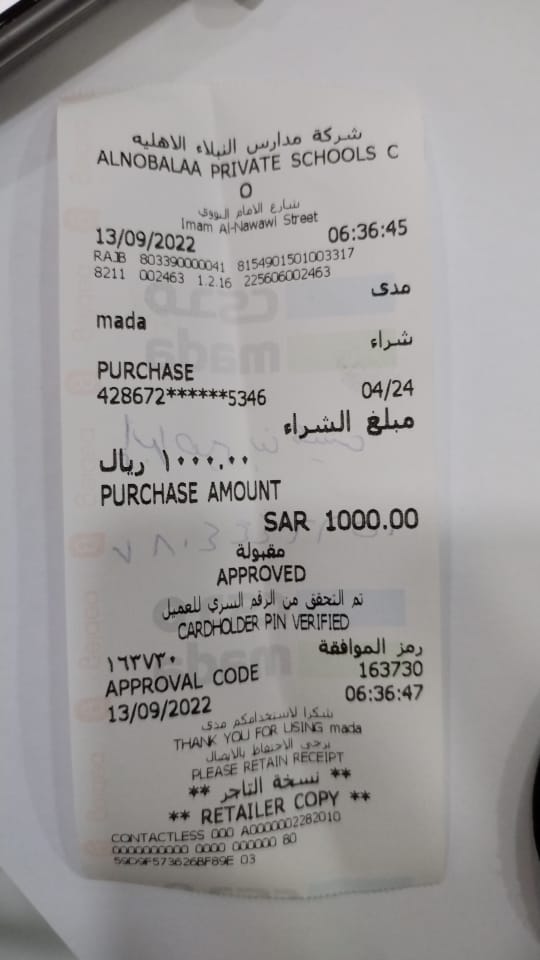 شركة مدارس النبلاء الاهليه
ALNOBALAA PRIVATE SCHOOLS C
O
شارع الامام النووي
Imam Al-Nawawi Street
13/09/2022 06:36:45
RAJB 803390000041 8154901501003317
8211 002463 1.2.16 225606002463
مدى
mada
شراء
PURCHASE
428672******5346 04/24
مبلغ الشراء
١٠٠٠.٠٠ ريال
PURCHASE AMOUNT
SAR 1000.00
مقبولة
APPROVED
تم التحقق من الرقم السري للعميل
CARDHOLDER PIN VERIFIED
رمز الموافقة
١٦٣٧٣٠
APPROVAL CODE 163730
13/09/2022 06:36:47
شكرا لاستخدامكم مدى
THANK YOU FOR USING mada
يرجى الاحتفاظ بالايصال
PLEASE RETAIN RECEIPT
** نسخة التاجر **
** RETAILER COPY **
CONTACTLESS 000 A0000002282010
0000000000 0000 000000 80
59D9F573626BF89E 03